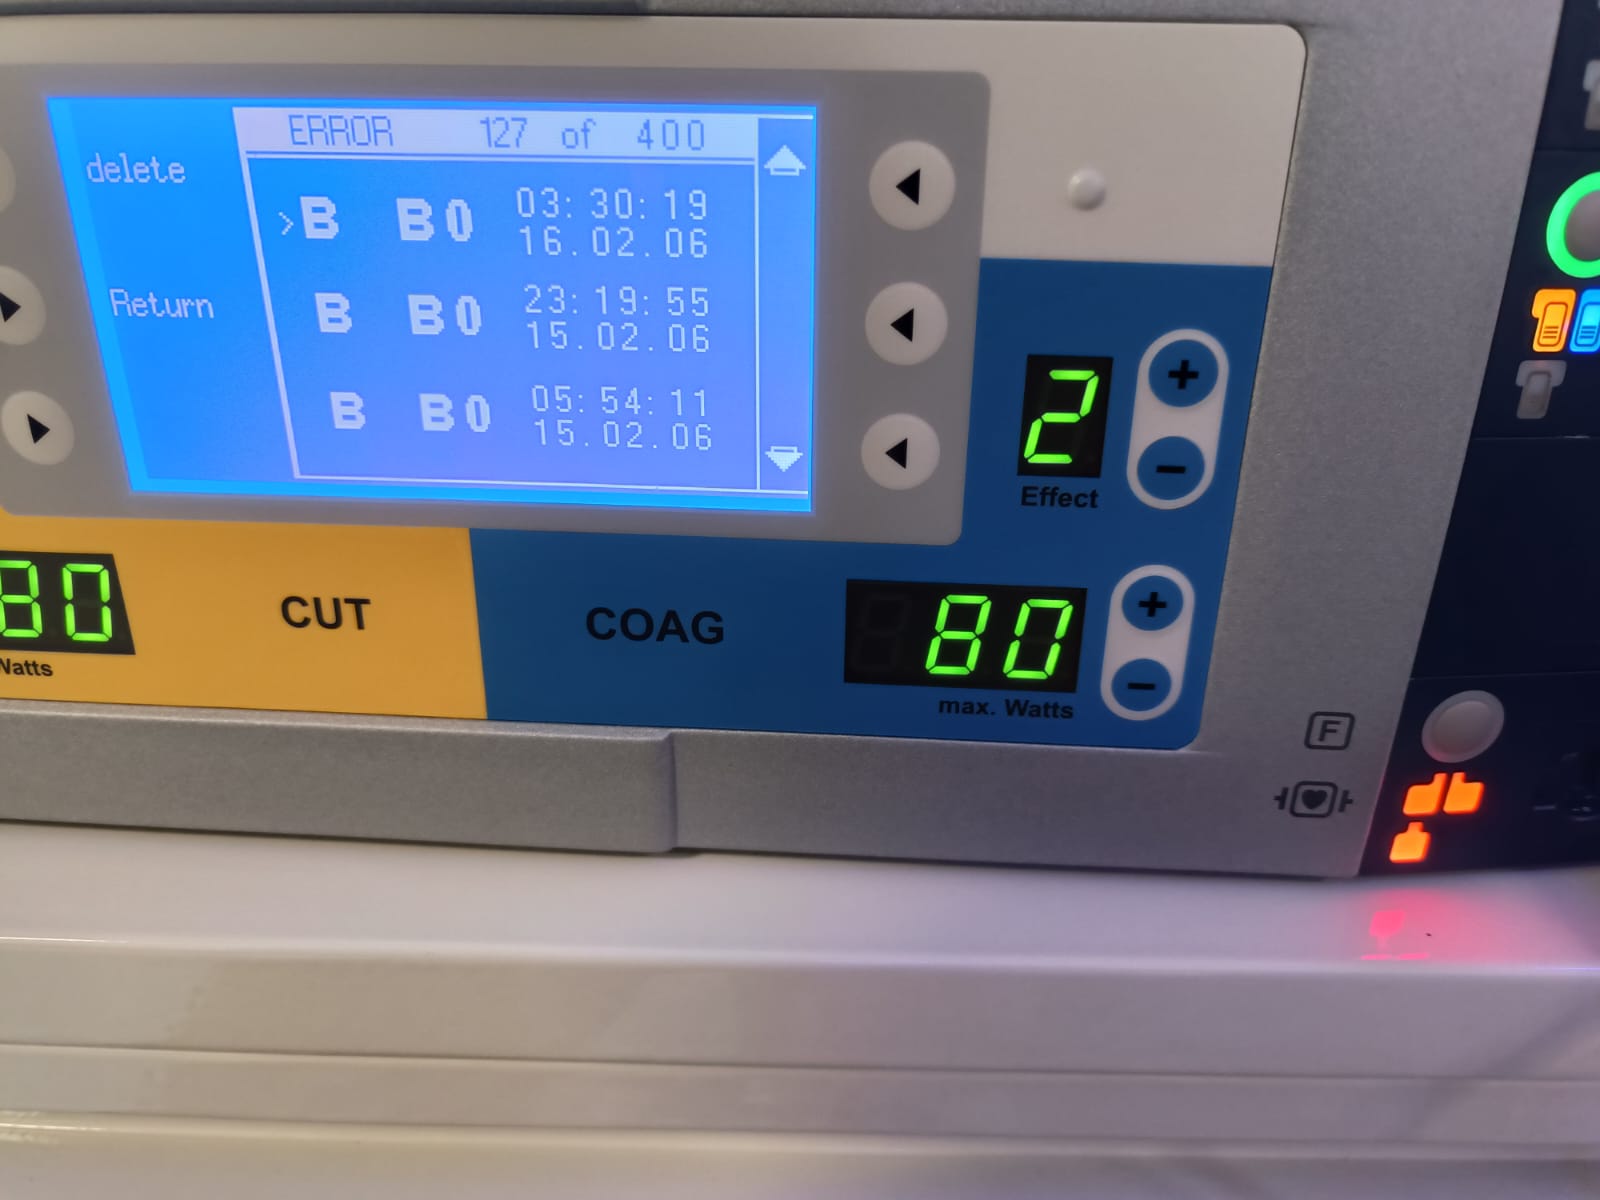 ERROR 127 of 400
delete
>B B0 03:30:19
16.02.06
Return
B B0 23:19:55
15.02.06
B B0 05:54:11
15.02.06
2
Effect
80
Watts
CUT
COAG
80
max. Watts
F